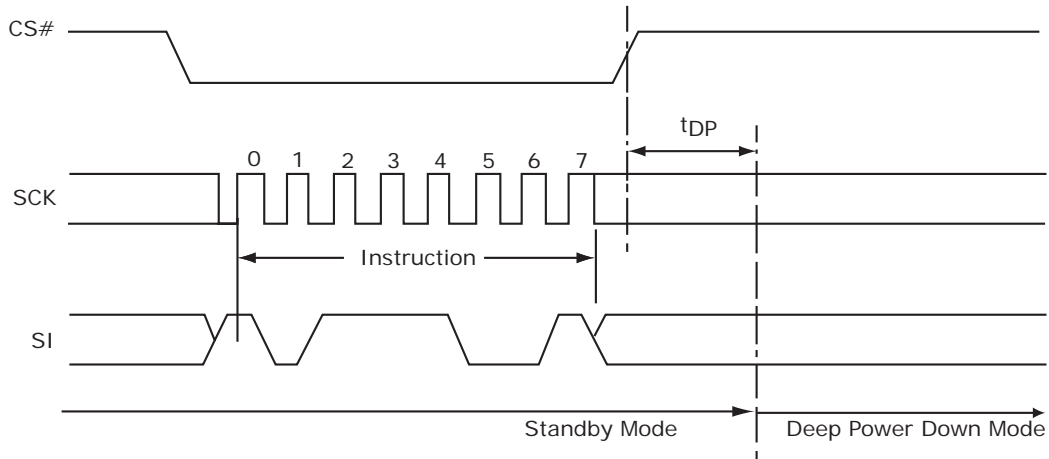 CS#
tDP
0 1 2 3 4 5 6 7
SCK
Instruction
SI
Standby Mode
Deep Power Down Mode